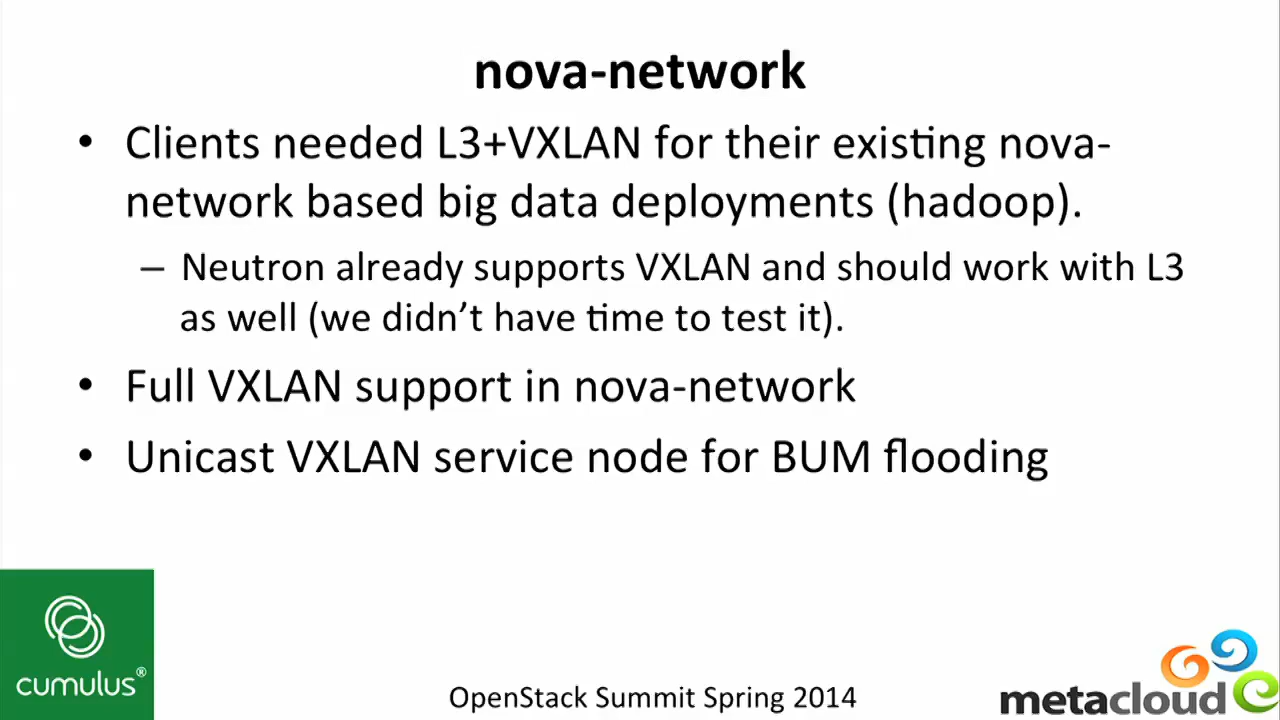 nova-network
• Clients needed L3+VXLAN for their existing nova-
network based big data deployments (hadoop).
– Neutron already supports VXLAN and should work with L3
as well (we didn’t have time to test it).
• Full VXLAN support in nova-network
• Unicast VXLAN service node for BUM flooding
cumulus®
OpenStack Summit Spring 2014
metacloud